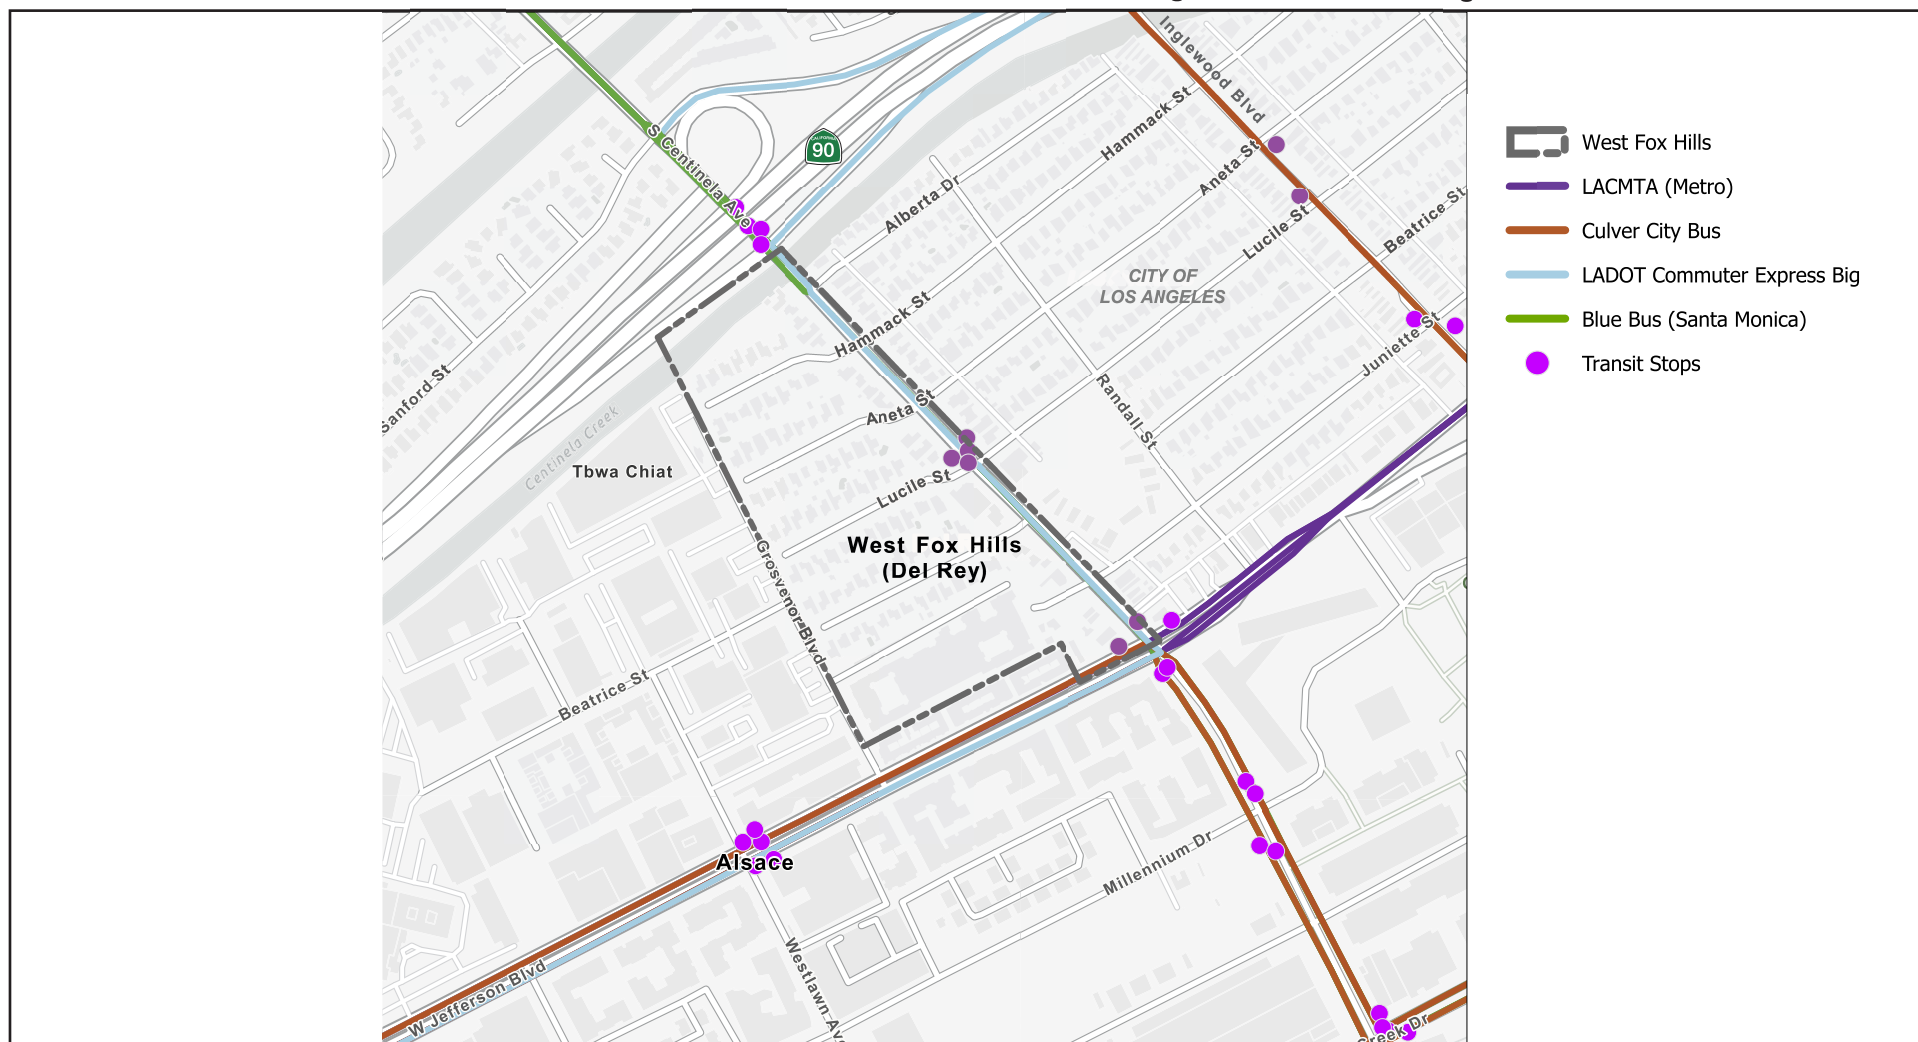 Inglewood Blvd
Hammack St
S Centinela Ave
CALIFORNIA
90
Aneta St
Alberta Dr
Lucile St
Beatrice St
CITY OF
LOS ANGELES
Hammack St
Juniette St
Sanford St
Randall St
Aneta St
Centinela Creek
Tbwa Chiat
Lucile St
West Fox Hills
(Del Rey)
Grosvenor Blvd
Beatrice St
Millennium Dr
Alsace
Westlawn Ave
W Jefferson Blvd
Creek Dr
West Fox Hills
LACMTA (Metro)
Culver City Bus
LADOT Commuter Express Big
Blue Bus (Santa Monica)
Transit Stops